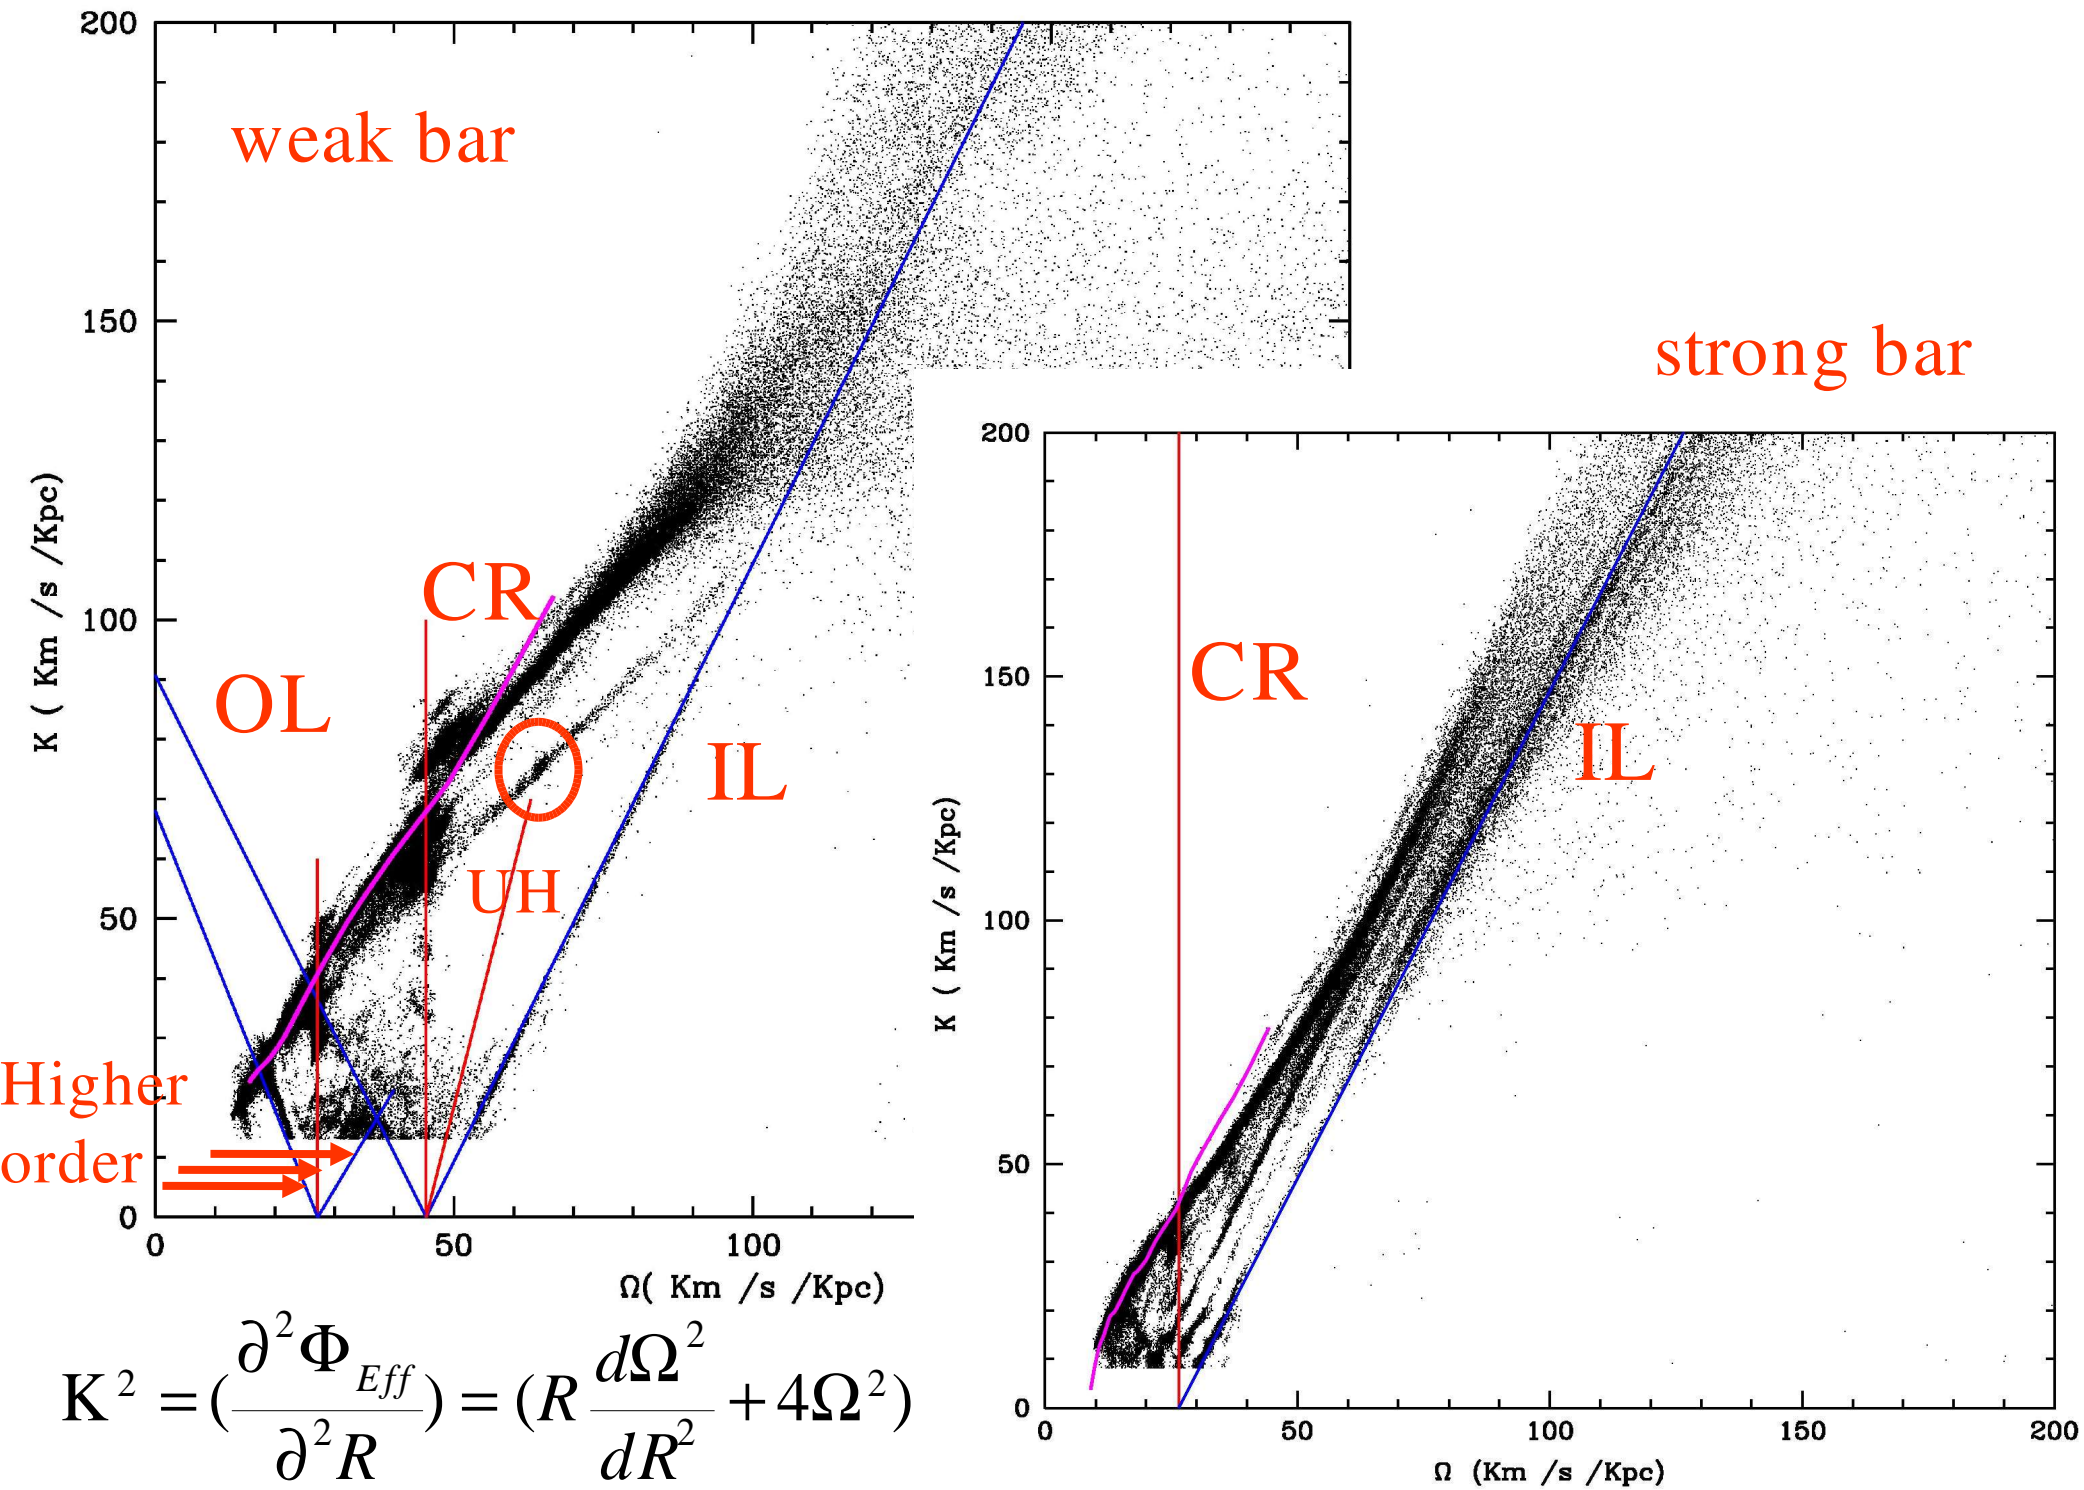 200
150
100
50
0
K ( Km /s /Kpc)
weak bar
CR
OL
IL
UH
Higher
order
0 50 100
Ω( Km /s /Kpc)
strong bar
200
150
100
50
0
K ( Km /s /Kpc)
CR
IL
0 50 100 150 200
Ω (Km /s /Kpc)
K² = (∂²Φ_Eff / ∂²R) = (R dΩ² / dR² + 4Ω²)